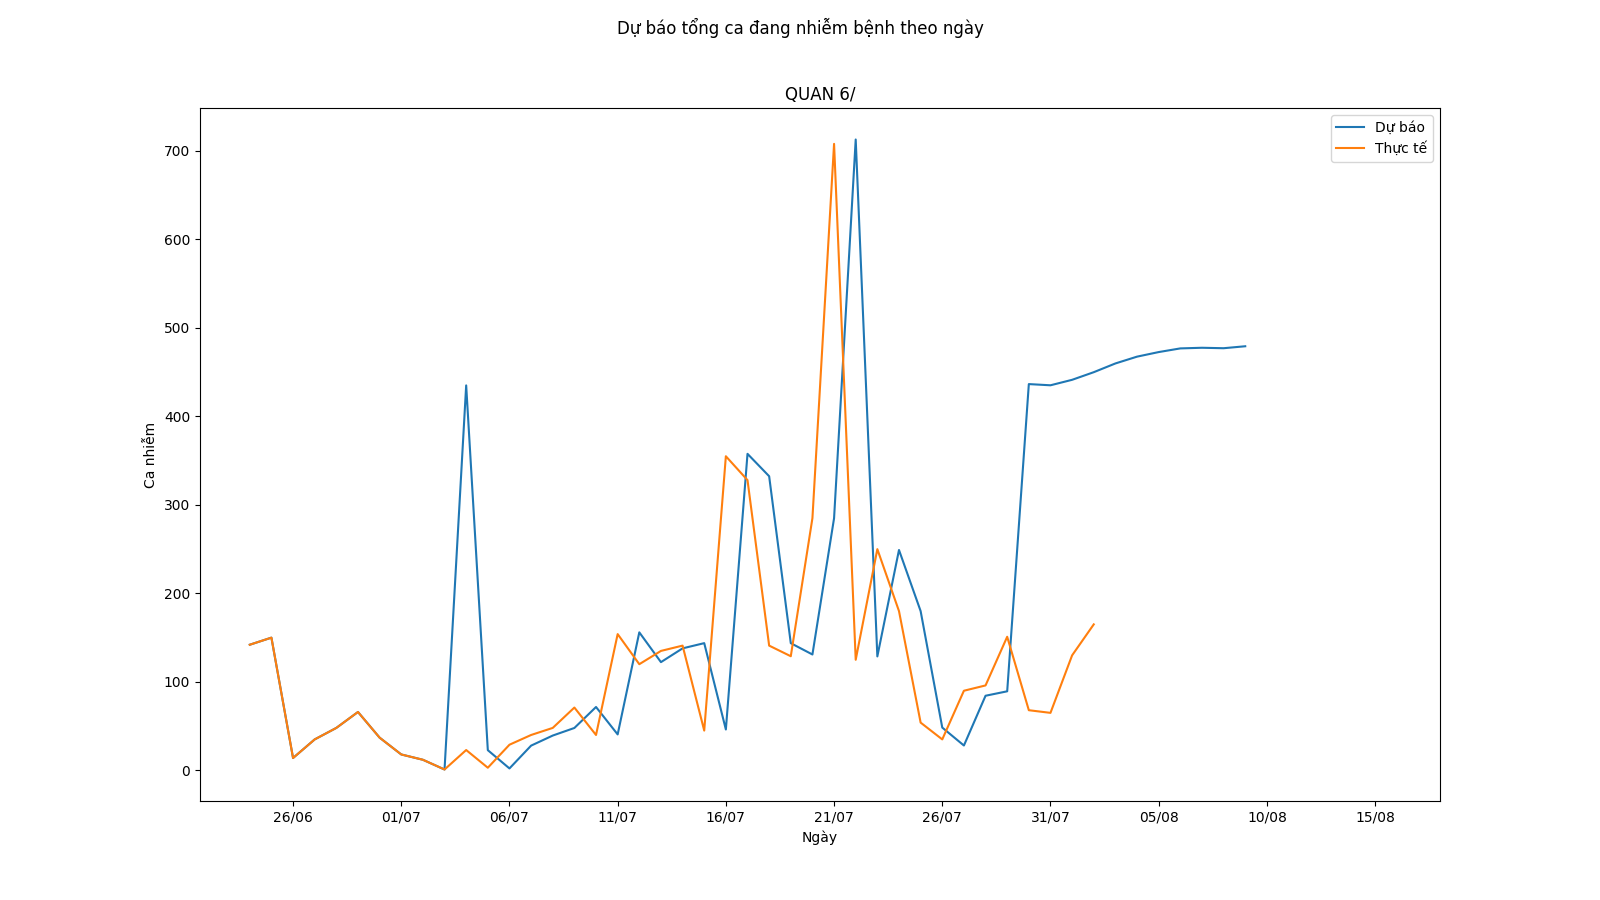 Dự báo tổng ca đang nhiễm bệnh theo ngày
QUAN 6/
Dự báo
Thực tế
700
600
500
400
300
200
100
0
Ca nhiễm
26/06 01/07 06/07 11/07 16/07 21/07 26/07 31/07 05/08 10/08 15/08
Ngày